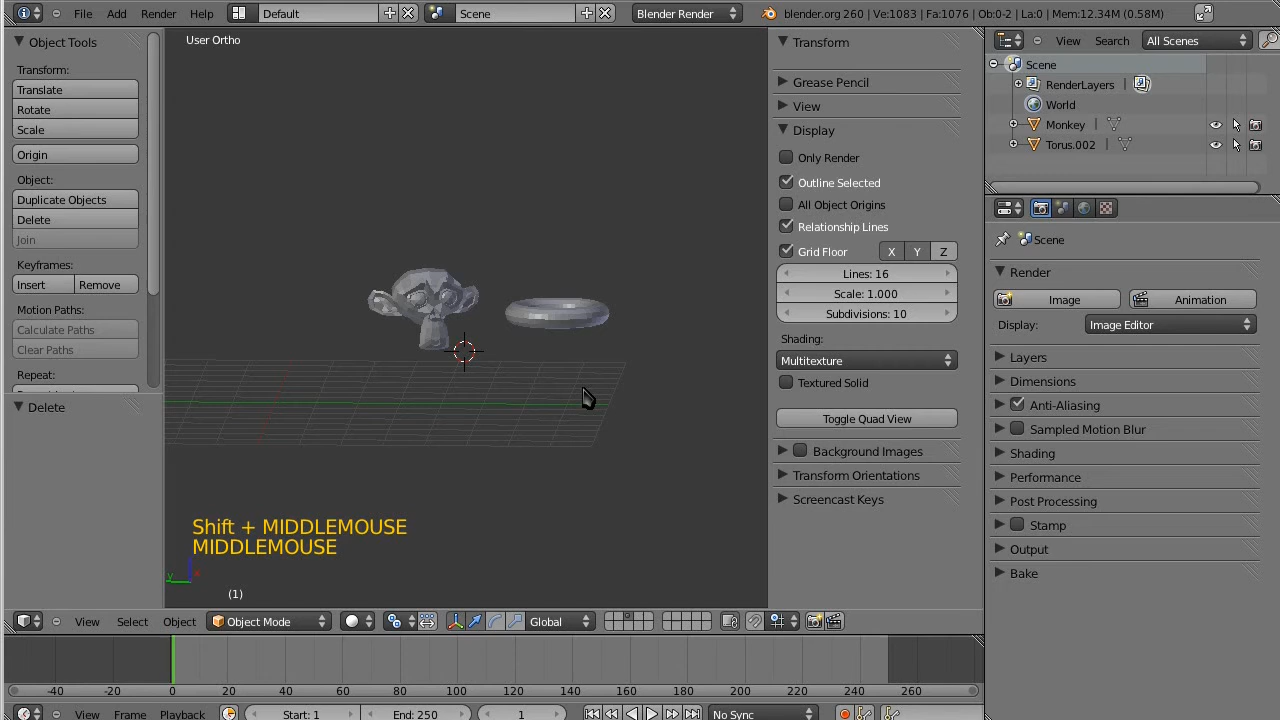 File Add Render Help Default Scene Blender Render blender.org 260 | Ve:1083 | Fa:1076 | Ob:0-2 | La:0 | Mem:12.34M (0.58M)
Object Tools
Transform:
Translate
Rotate
Scale
Origin
Object:
Duplicate Objects
Delete
Join
Keyframes:
Insert Remove
Motion Paths:
Calculate Paths
Clear Paths
Repeat:
Delete
User Ortho
Shift + MIDDLEMOUSE
MIDDLEMOUSE
y x
(1)
Transform
Grease Pencil
View
Display
Only Render
Outline Selected
All Object Origins
Relationship Lines
Grid Floor X Y Z
Lines: 16
Scale: 1.000
Subdivisions: 10
Shading:
Multitexture
Textured Solid
Toggle Quad View
Background Images
Transform Orientations
Screencast Keys
View Search All Scenes
Scene
RenderLayers |
World
Monkey |
Torus.002 |
Scene
Render
Image Animation
Display: Image Editor
Layers
Dimensions
Anti-Aliasing
Sampled Motion Blur
Shading
Performance
Post Processing
Stamp
Output
Bake
View Select Object Object Mode Global
-40 -20 0 20 40 60 80 100 120 140 160 180 200 220 240 260
View Frame Playback Start: 1 End: 250 1 No Sync